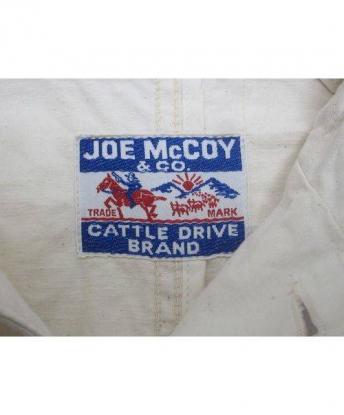 JOE McCOY
& CO.
TRADE MARK
CATTLE DRIVE
BRAND